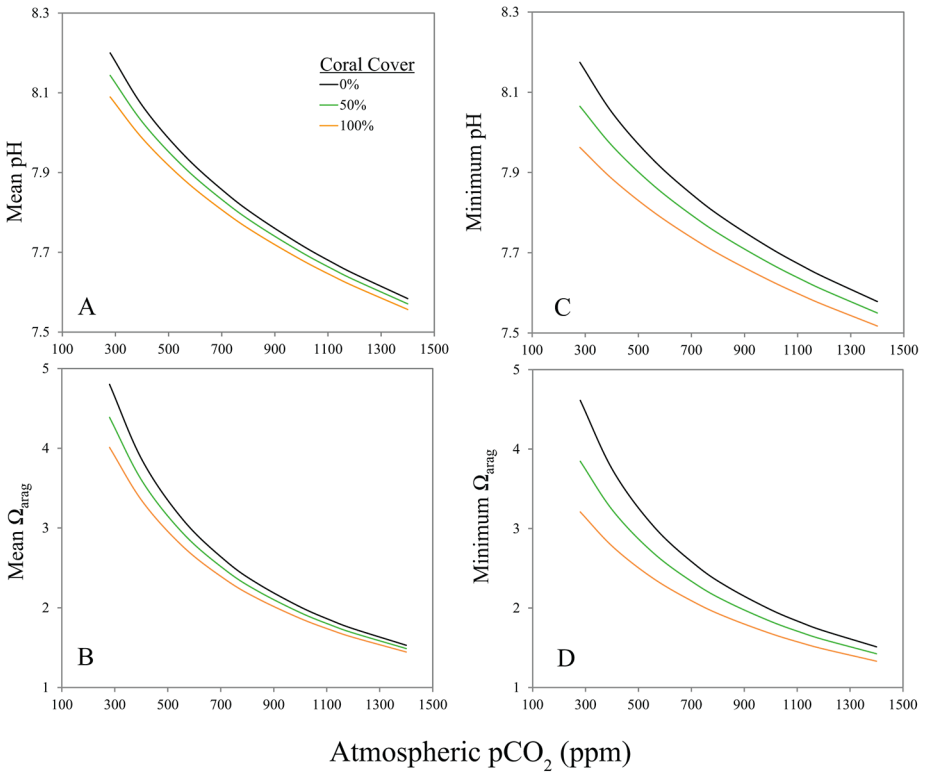 8.3
8.1
7.9
7.7
7.5
Mean pH
Coral Cover
0%
50%
100%
A
100 300 500 700 900 1100 1300 1500
8.3
8.1
7.9
7.7
7.5
Minimum pH
C
100 300 500 700 900 1100 1300 1500
5
4
3
2
1
Mean Ωarag
B
100 300 500 700 900 1100 1300 1500
5
4
3
2
1
Minimum Ωarag
D
100 300 500 700 900 1100 1300 1500
Atmospheric pCO2 (ppm)